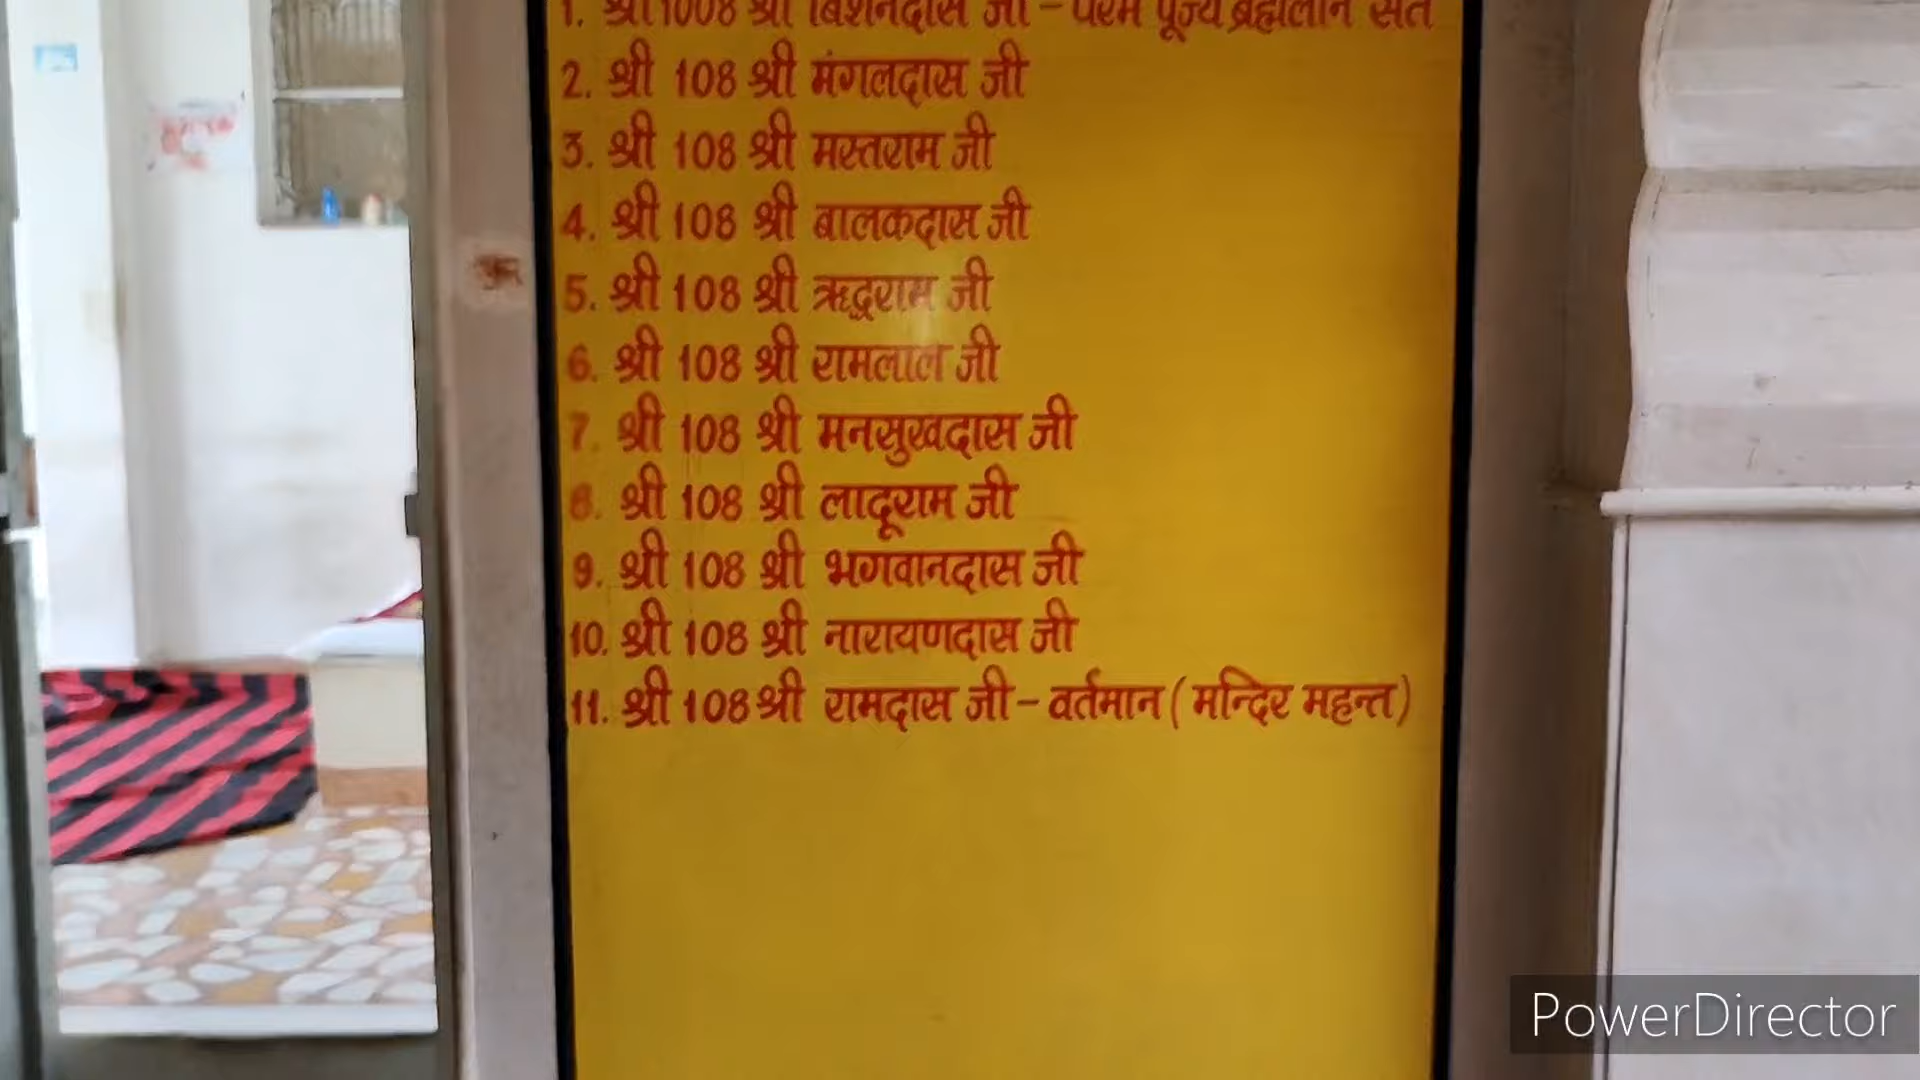 1. श्री 1008 श्री बिशनदास जी – परम पूज्य ब्रह्मलीन संत
2. श्री 108 श्री मंगलदास जी
3. श्री 108 श्री मस्तराम जी
4. श्री 108 श्री बालकदास जी
5. श्री 108 श्री ऋद्धराम जी
6. श्री 108 श्री रामलाल जी
7. श्री 108 श्री मनसुखदास जी
8. श्री 108 श्री लादूराम जी
9. श्री 108 श्री भगवानदास जी
10. श्री 108 श्री नारायणदास जी
11. श्री 108 श्री रामदास जी – वर्तमान ( मन्दिर महन्त )
PowerDirector